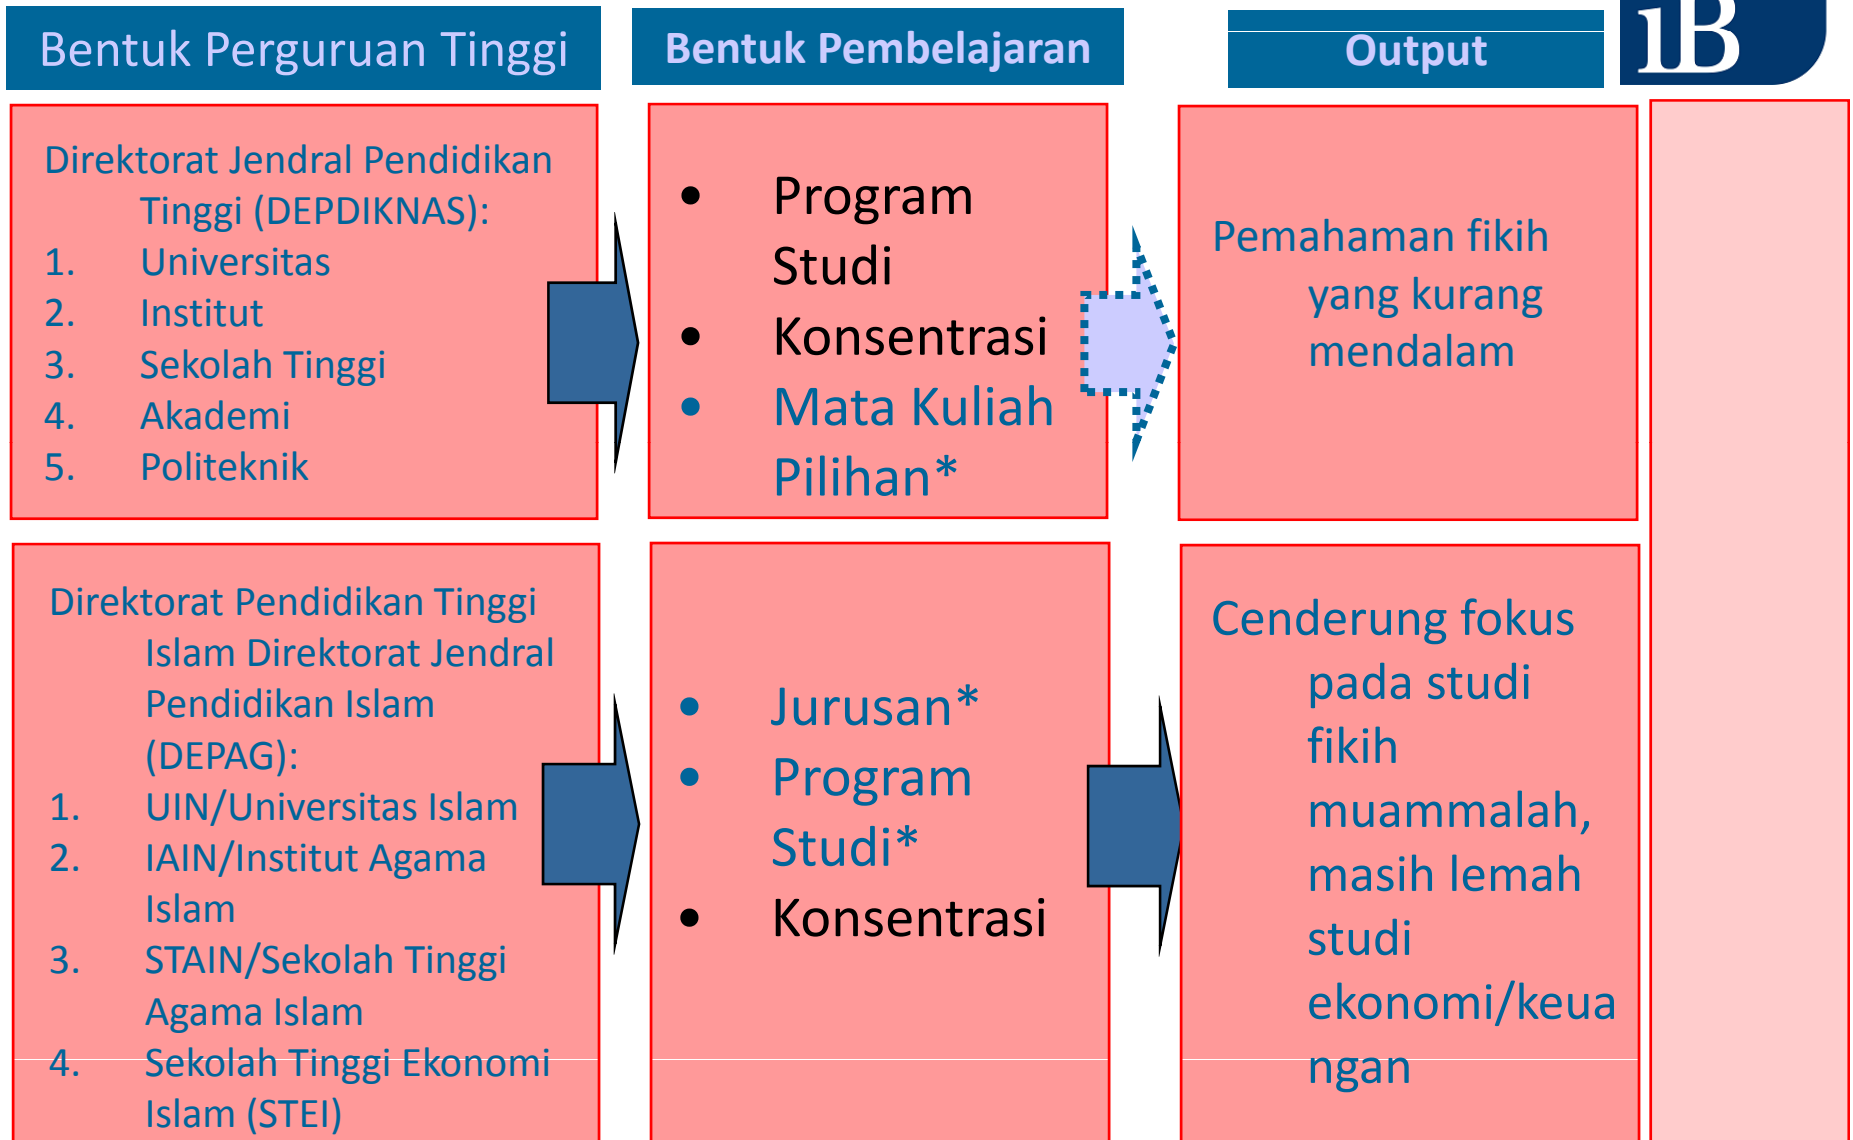 Bentuk Perguruan Tinggi
Bentuk Pembelajaran
Output
iB
Direktorat Jendral Pendidikan
Tinggi (DEPDIKNAS):
1. Universitas
2. Institut
3. Sekolah Tinggi
4. Akademi
5. Politeknik
• Program
Studi
• Konsentrasi
• Mata Kuliah
Pilihan*
Pemahaman fikih
yang kurang
mendalam
Direktorat Pendidikan Tinggi
Islam Direktorat Jendral
Pendidikan Islam
(DEPAG):
1. UIN/Universitas Islam
2. IAIN/Institut Agama
Islam
3. STAIN/Sekolah Tinggi
Agama Islam
4. Sekolah Tinggi Ekonomi
Islam (STEI)
• Jurusan*
• Program
Studi*
• Konsentrasi
Cenderung fokus
pada studi
fikih
muammalah,
masih lemah
studi
ekonomi/keua
ngan